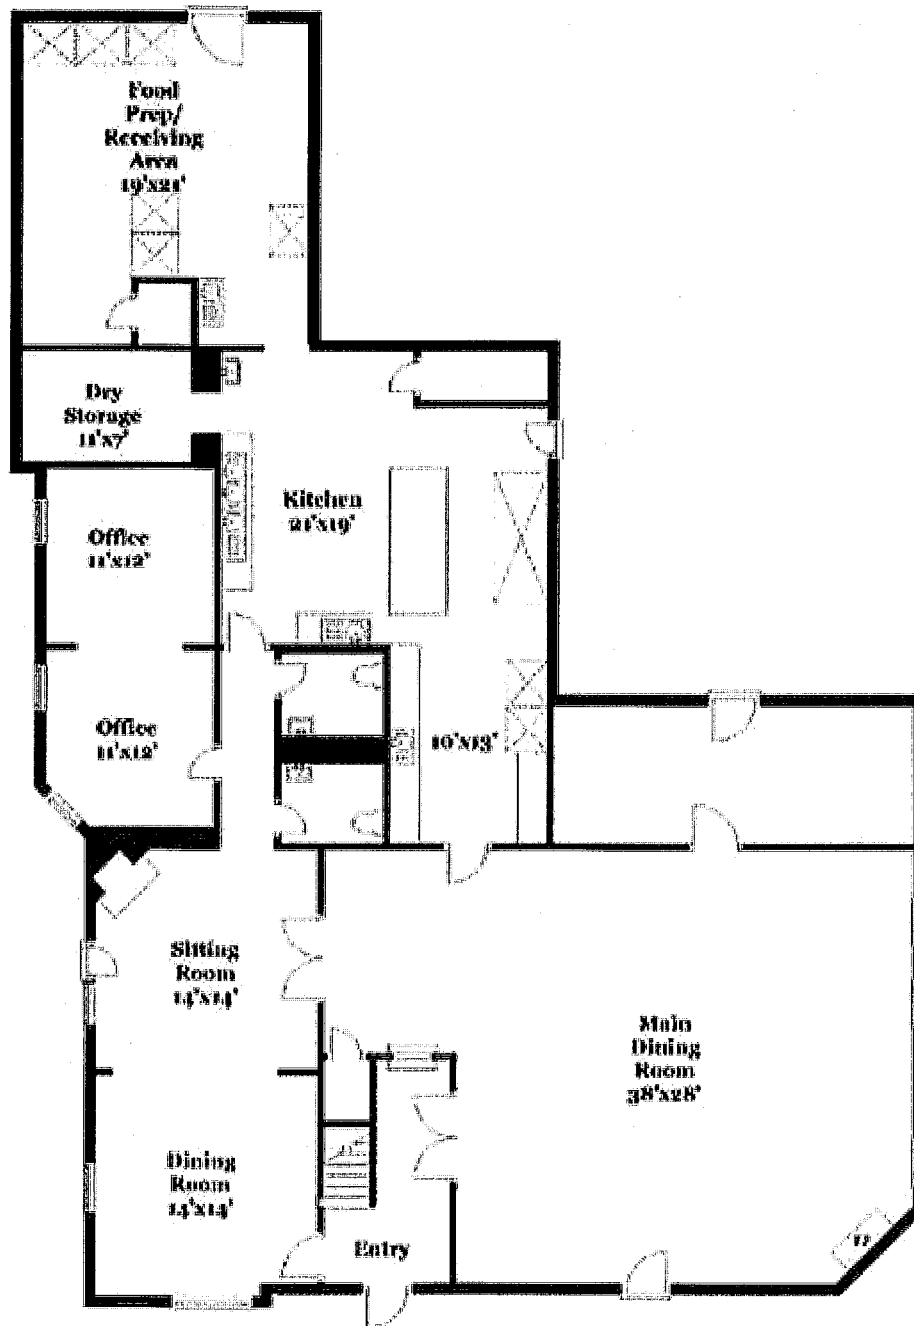 Food
Prep/
Receiving
Area
19'x21'
Dry
Storage
11'x7'
Kitchen
21'x19'
Office
11'x12'
Office
11'x12'
10'x13'
Sitting
Room
14'x14'
Main
Dining
Room
38'x28'
Dining
Room
14'x14'
Entry